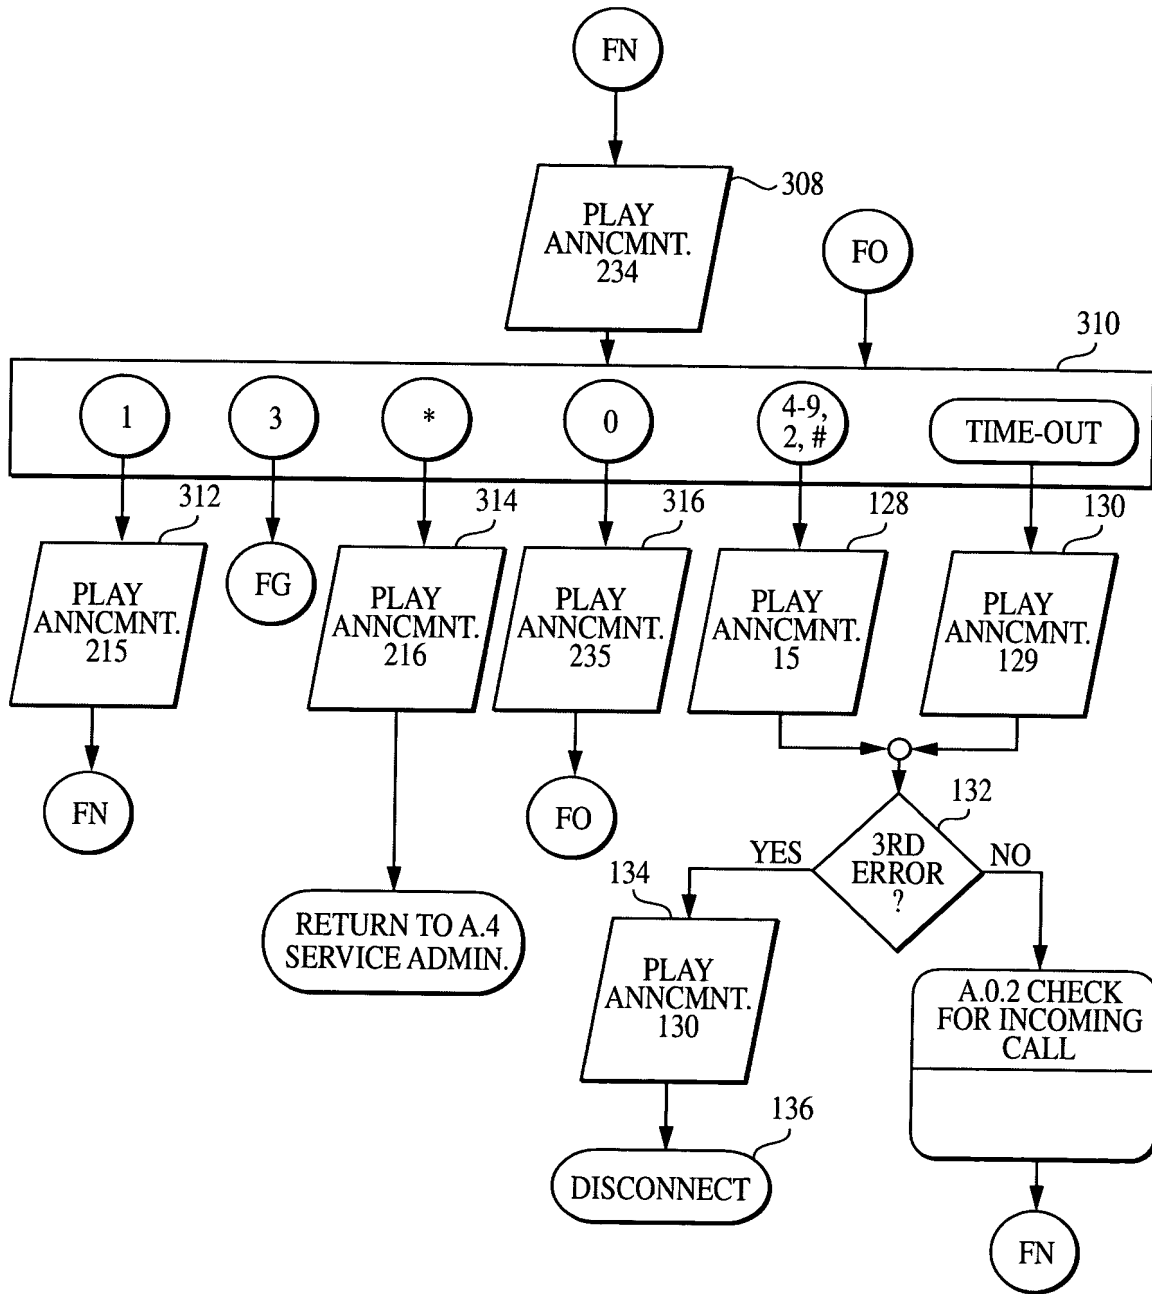 FN
308
PLAY
ANNCMNT.
234
FO
310
1
3
*
0
4-9,
2, #
TIME-OUT
312
314
316
128
130
PLAY
ANNCMNT.
215
FG
PLAY
ANNCMNT.
216
PLAY
ANNCMNT.
235
PLAY
ANNCMNT.
15
PLAY
ANNCMNT.
129
FN
FO
132
3RD
ERROR
?
YES
NO
134
RETURN TO A.4
SERVICE ADMIN.
PLAY
ANNCMNT.
130
A.0.2 CHECK
FOR INCOMING
CALL
136
DISCONNECT
FN